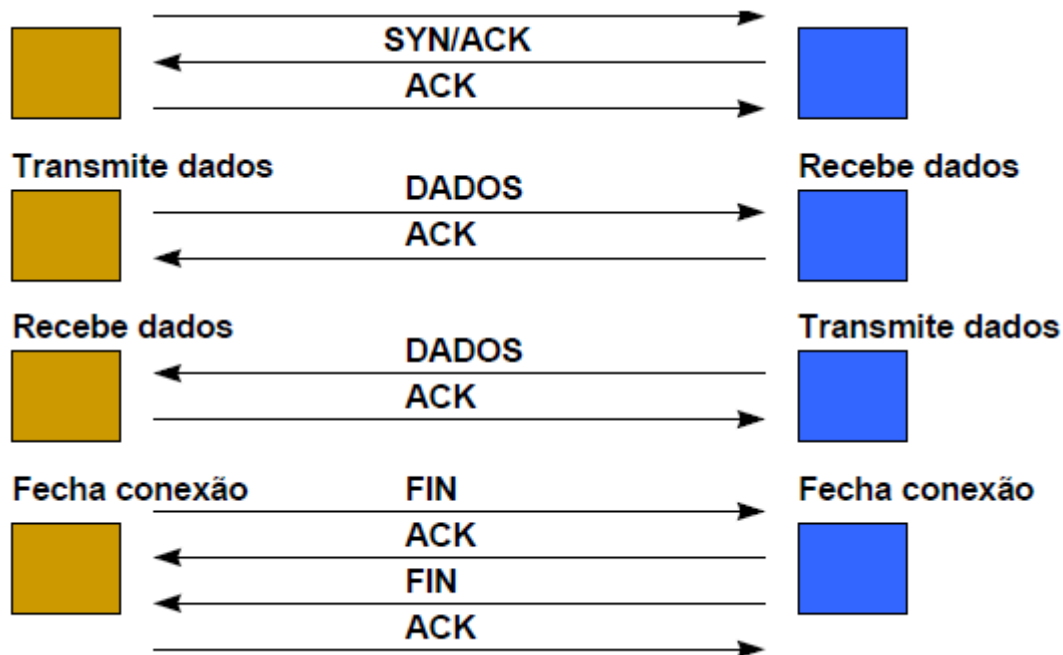 SYN/ACK
ACK
Transmite dados
Recebe dados
DADOS
ACK
Recebe dados
Transmite dados
DADOS
ACK
Fecha conexão
FIN
Fecha conexão
ACK
FIN
ACK